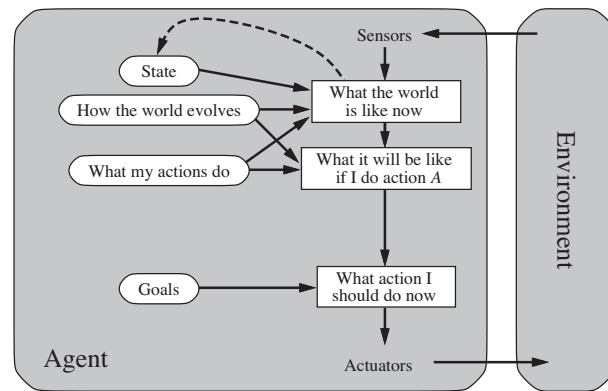 Sensors
State
What the world
is like now
How the world evolves
What it will be like
if I do action A
What my actions do
Environment
What action I
should do now
Goals
Agent
Actuators